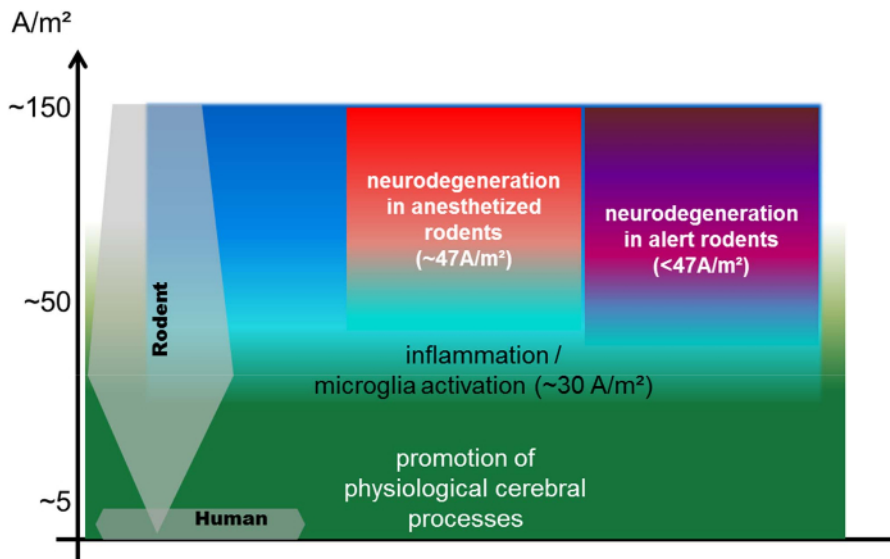 A/m²
~150
neurodegeneration
in anesthetized
rodents
(~47A/m²)
neurodegeneration
in alert rodents
(<47A/m²)
~50
Rodent
inflammation /
microglia activation (~30 A/m²)
promotion of
physiological cerebral
processes
~5
Human